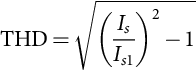 THD = √((I_s / I_s1)² − 1)